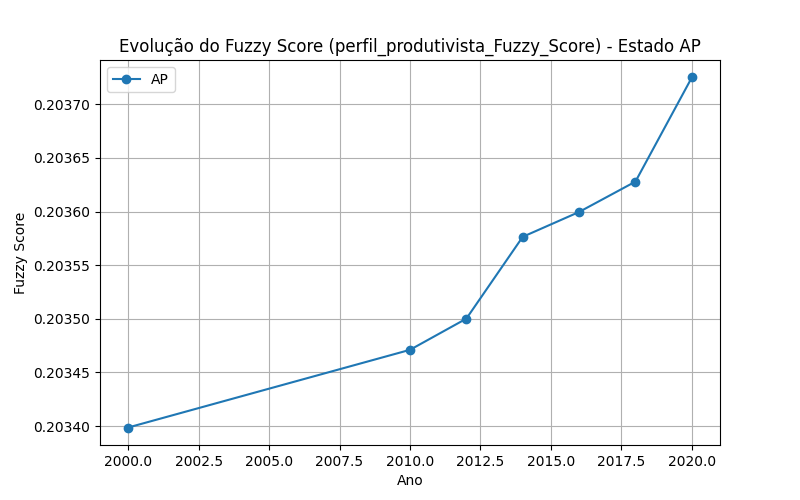 Evolução do Fuzzy Score (perfil_produtivista_Fuzzy_Score) - Estado AP
AP
Fuzzy Score
0.20370
0.20365
0.20360
0.20355
0.20350
0.20345
0.20340
2000.0 2002.5 2005.0 2007.5 2010.0 2012.5 2015.0 2017.5 2020.0
Ano